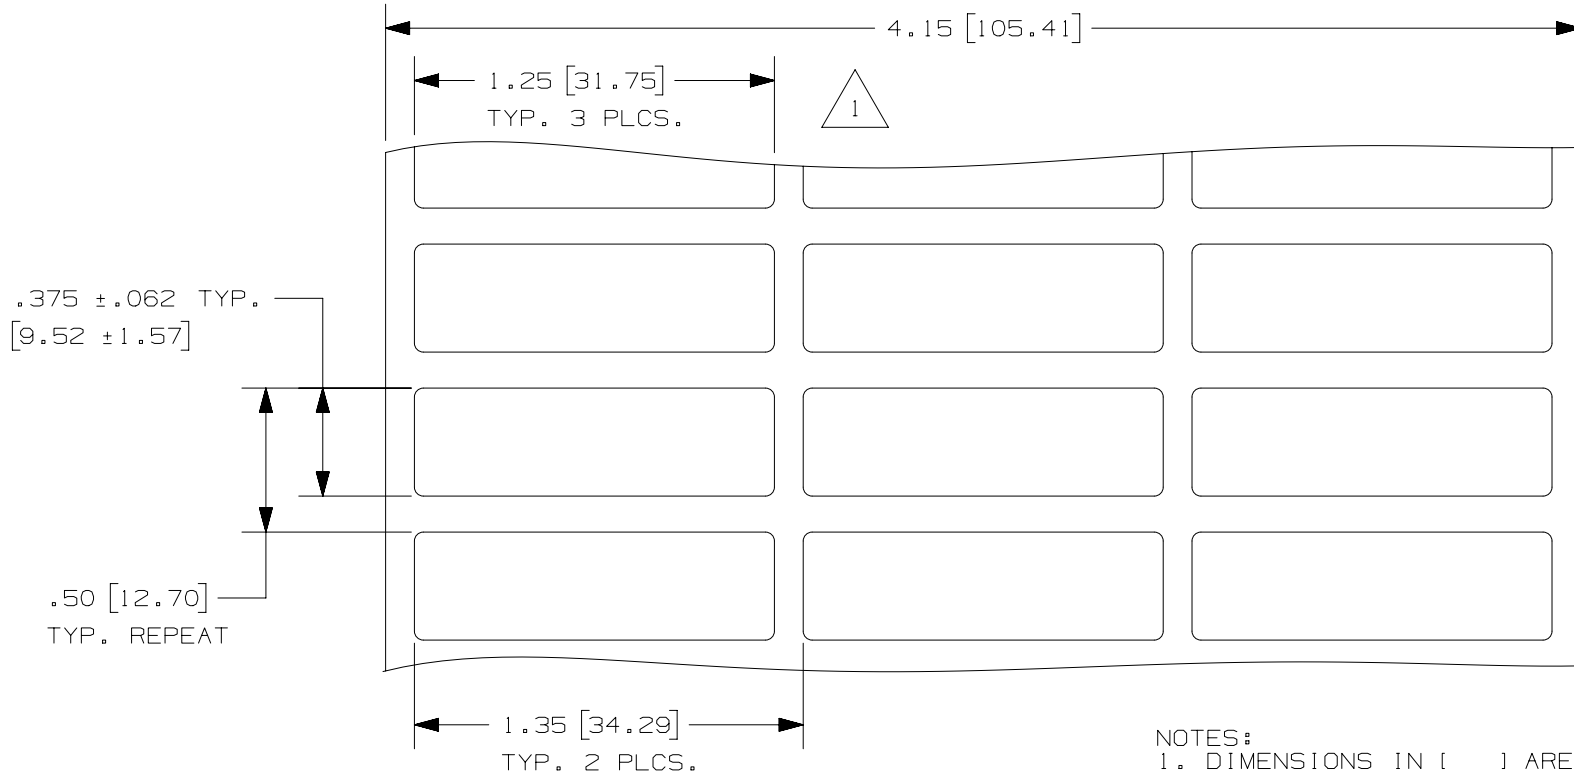 4.15 [105.41]
1.25 [31.75]
TYP. 3 PLCS.
1
.375 ±.062 TYP.
[9.52 ±1.57]
.50 [12.70]
TYP. REPEAT
1.35 [34.29]
TYP. 2 PLCS.
NOTES:
1. DIMENSIONS IN [ ] ARE